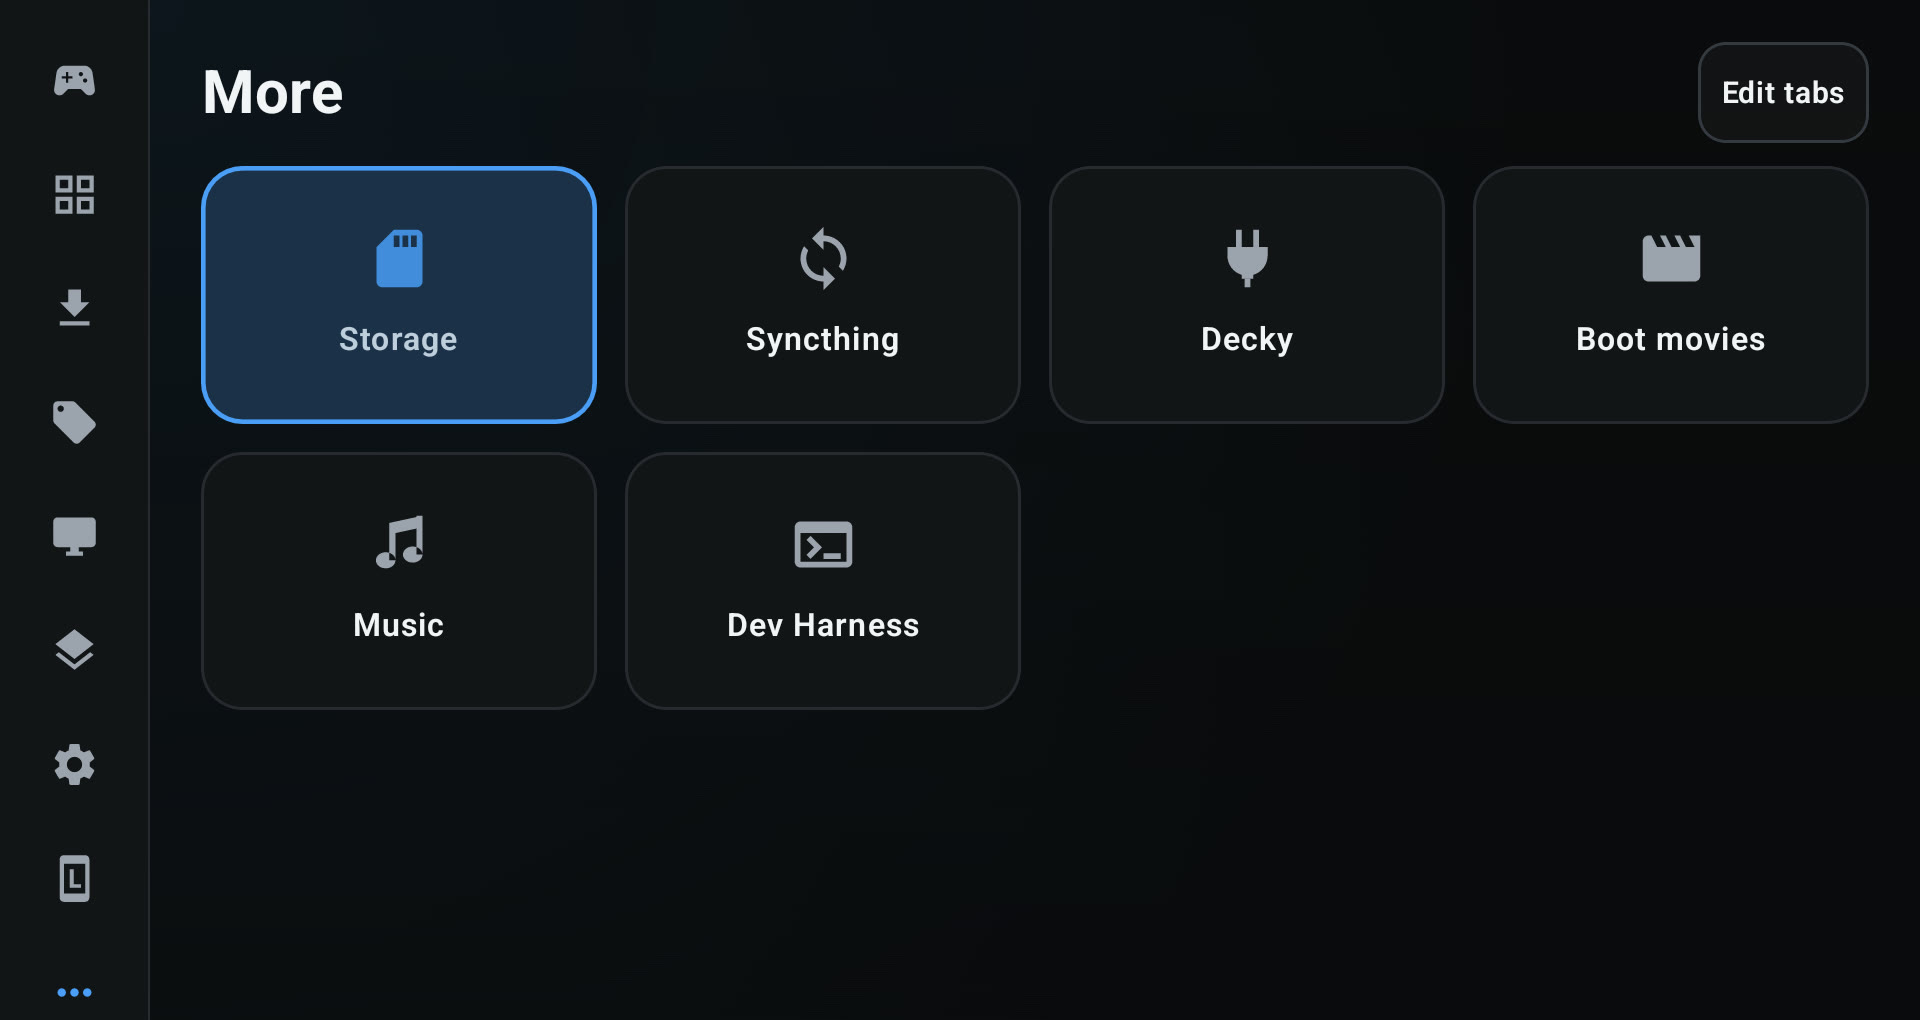 More
Edit tabs
Storage
Syncthing
Decky
Boot movies
Music
Dev Harness
L